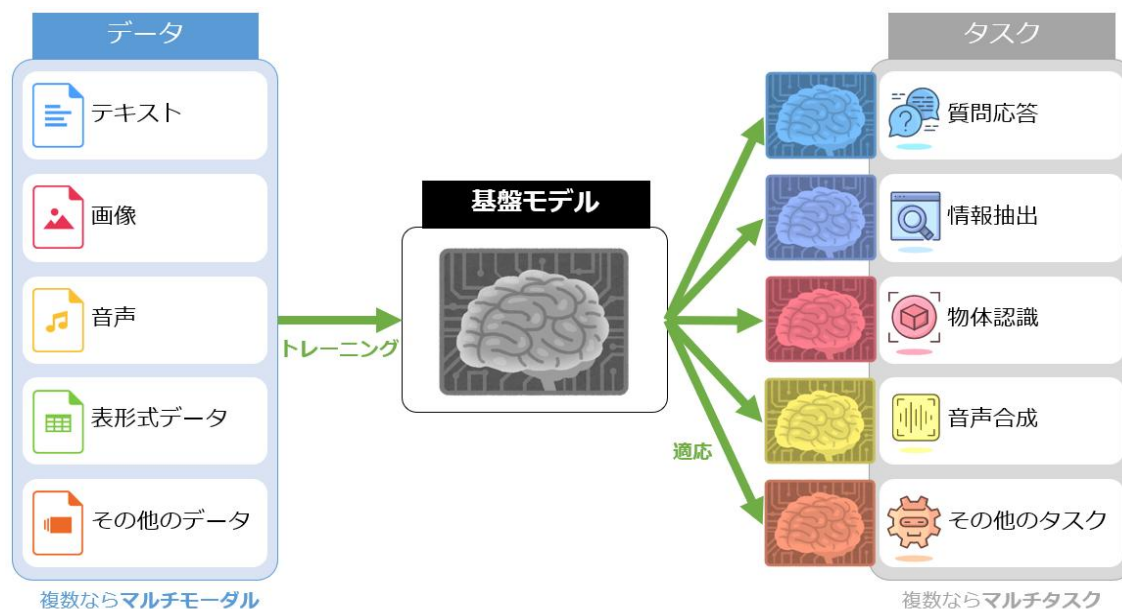 データ
テキスト
画像
音声
表形式データ
その他のデータ
複数ならマルチモーダル
トレーニング
基盤モデル
適応
タスク
質問応答
情報抽出
物体認識
音声合成
その他のタスク
複数ならマルチタスク